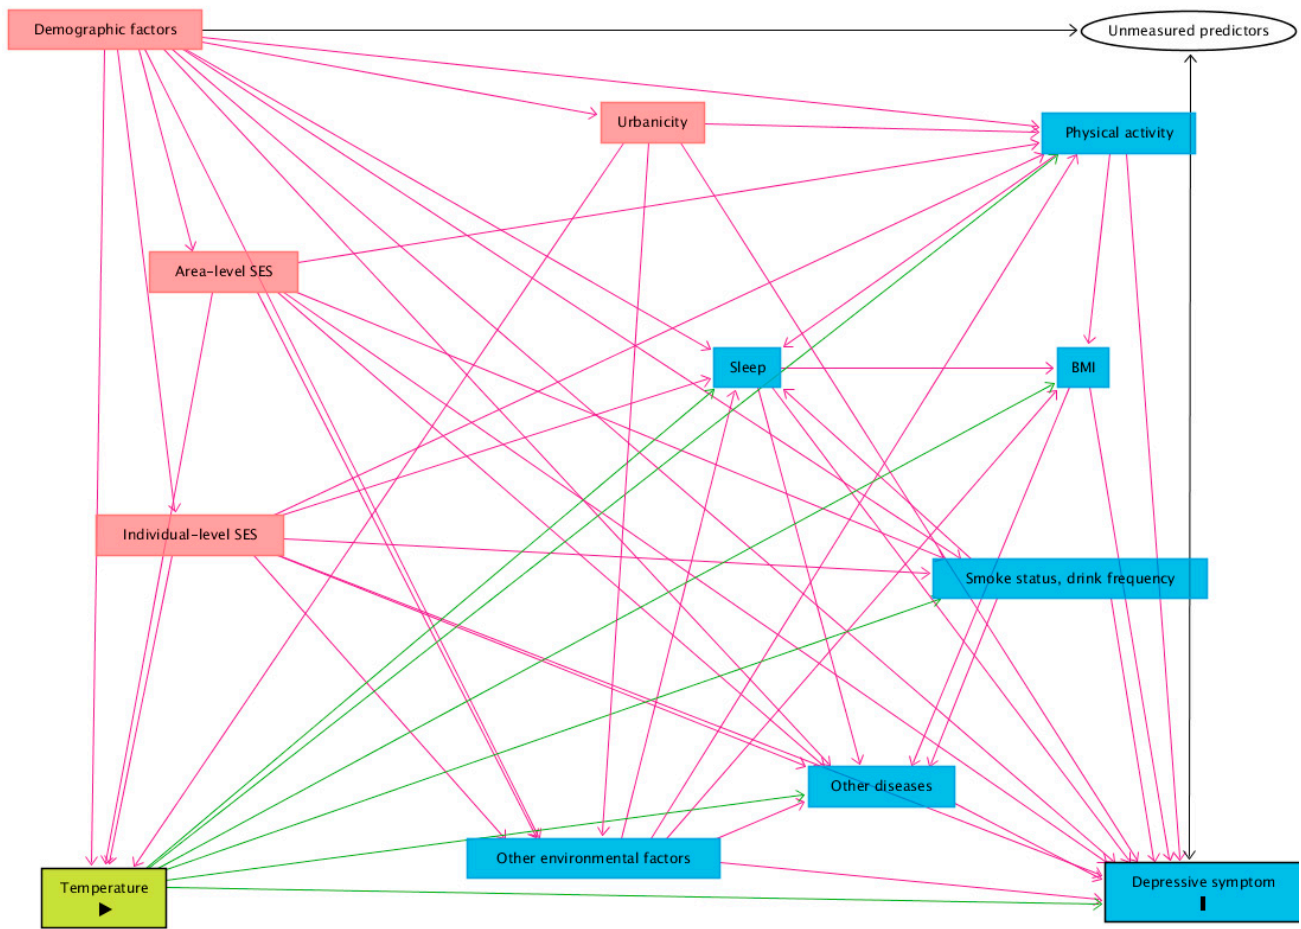 Demographic factors
Unmeasured predictors
Urbanicity
Physical activity
Area-level SES
Sleep
BMI
Individual-level SES
Smoke status, drink frequency
Other diseases
Other environmental factors
Temperature
Depressive symptom